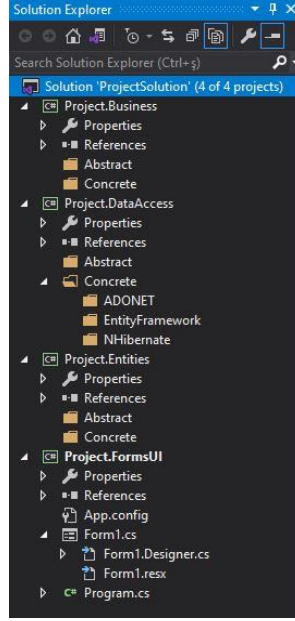 Solution Explorer
Search Solution Explorer (Ctrl+ş)
Solution 'ProjectSolution' (4 of 4 projects)
C# Project.Business
Properties
References
Abstract
Concrete
C# Project.DataAccess
Properties
References
Abstract
Concrete
ADONET
EntityFramework
NHibernate
C# Project.Entities
Properties
References
Abstract
Concrete
C# Project.FormsUI
Properties
References
App.config
Form1.cs
Form1.Designer.cs
Form1.resx
C# Program.cs